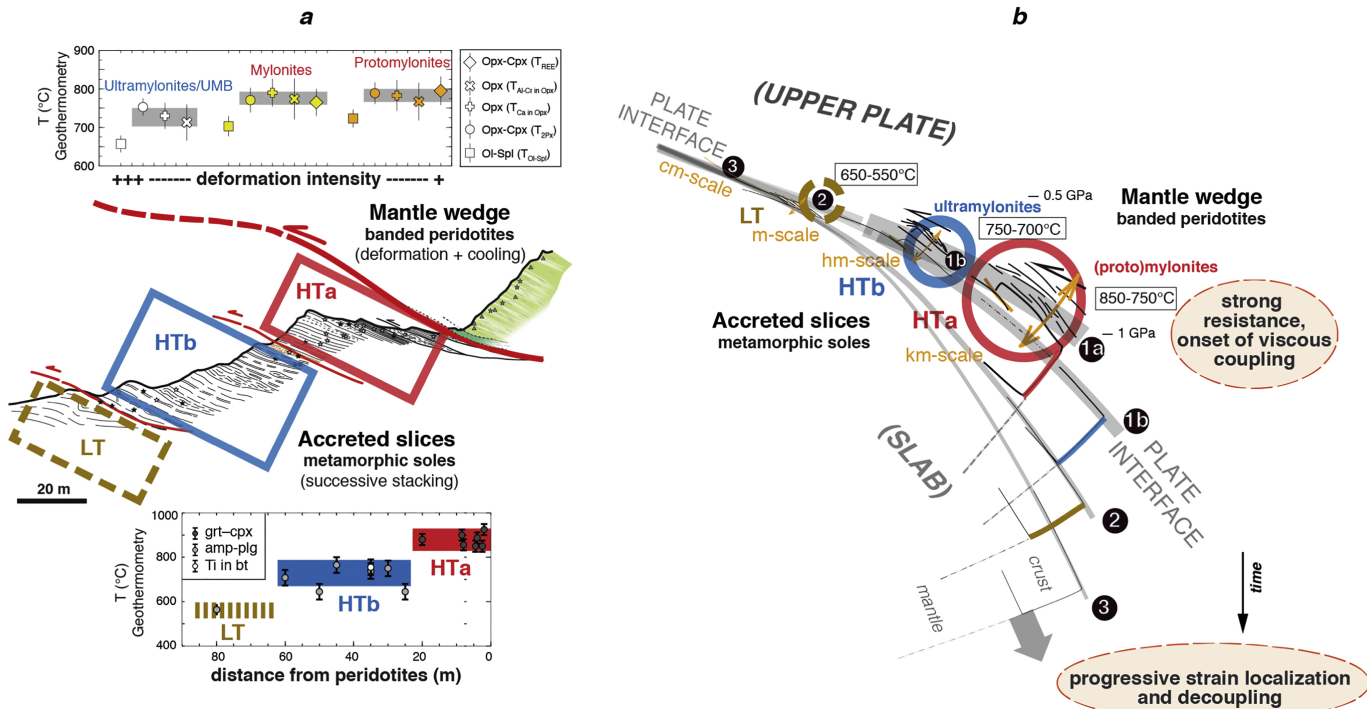 a
900
850
800
750
700
650
600
T (°C)
Geothermometry
Ultramylonites/UMB
Mylonites
Protomylonites
Opx-Cpx (TREE)
Opx (TAl-Cr in Opx)
Opx (TCa in Opx)
Opx-Cpx (T2Px)
Ol-Spl (TOl-Spl)
+++ ------- deformation intensity ------- +
Mantle wedge
banded peridotites
(deformation + cooling)
HTa
HTb
LT
Accreted slices
metamorphic soles
(successive stacking)
20 m
1000
800
600
400
T (°C)
Geothermometry
grt–cpx
amp-plg
Ti in bt
HTa
HTb
LT
80
60
40
20
0
distance from peridotites (m)
b
(UPPER PLATE)
PLATE
INTERFACE
3
cm-scale
650-550°C
2
LT
m-scale
ultramylonites
0.5 GPa
750-700°C
Mantle wedge
banded peridotites
hm-scale
1b
HTb
(proto)mylonites
850-750°C
Accreted slices
metamorphic soles
HTa
km-scale
1 GPa
1a
strong
resistance,
onset of viscous
coupling
1b
PLATE
INTERFACE
(SLAB)
2
crust
mantle
3
time
progressive strain localization
and decoupling